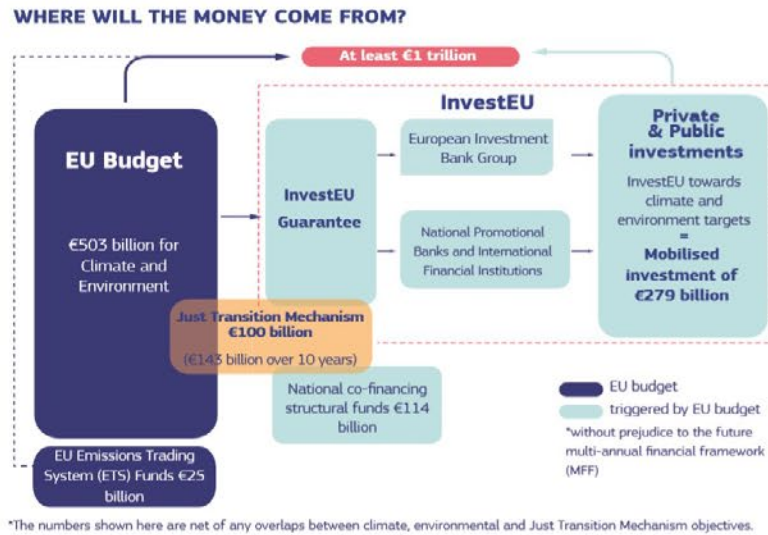 WHERE WILL THE MONEY COME FROM?
At least €1 trillion
InvestEU
EU Budget
€503 billion for
Climate and
Environment
InvestEU
Guarantee
European Investment
Bank Group
National Promotional
Banks and International
Financial Institutions
Private
& Public
investments
InvestEU towards
climate and
environment targets
=
Mobilised
investment of
€279 billion
Just Transition Mechanism
€100 billion
(€143 billion over 10 years)
National co-financing
structural funds €114
billion
EU Emissions Trading
System (ETS) Funds €25
billion
EU budget
triggered by EU budget
*without prejudice to the future
multi-annual financial framework
(MFF)
*The numbers shown here are net of any overlaps between climate, environmental and Just Transition Mechanism objectives.